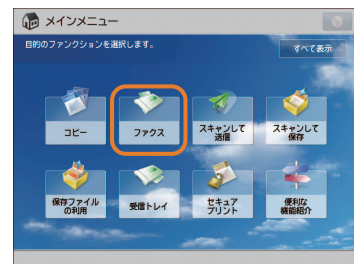 メインメニュー
目的のファンクションを選択します。
すべて表示
コピー
ファクス
スキャンして
送信
スキャンして
保存
保存ファイル
の利用
受信トレイ
セキュア
プリント
便利な
機能紹介